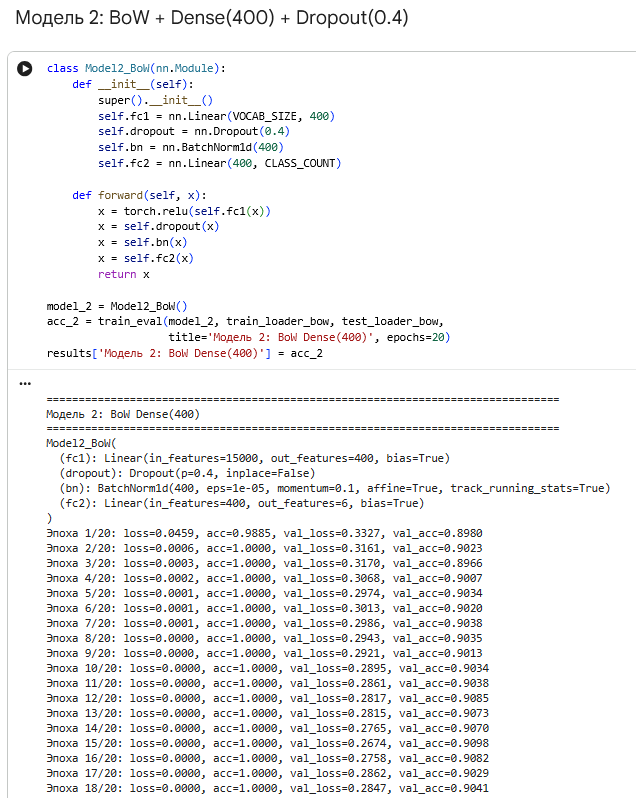 Модель 2: BoW + Dense(400) + Dropout(0.4)
class Model2_BoW(nn.Module):
    def __init__(self):
        super().__init__()
        self.fc1 = nn.Linear(VOCAB_SIZE, 400)
        self.dropout = nn.Dropout(0.4)
        self.bn = nn.BatchNorm1d(400)
        self.fc2 = nn.Linear(400, CLASS_COUNT)

    def forward(self, x):
        x = torch.relu(self.fc1(x))
        x = self.dropout(x)
        x = self.bn(x)
        x = self.fc2(x)
        return x

model_2 = Model2_BoW()
acc_2 = train_eval(model_2, train_loader_bow, test_loader_bow,
                   title='Модель 2: BoW Dense(400)', epochs=20)
results['Модель 2: BoW Dense(400)'] = acc_2
...
================================================================================
Модель 2: BoW Dense(400)
================================================================================
Model2_BoW(
  (fc1): Linear(in_features=15000, out_features=400, bias=True)
  (dropout): Dropout(p=0.4, inplace=False)
  (bn): BatchNorm1d(400, eps=1e-05, momentum=0.1, affine=True, track_running_stats=True)
  (fc2): Linear(in_features=400, out_features=6, bias=True)
)
Эпоха 1/20: loss=0.0459, acc=0.9885, val_loss=0.3327, val_acc=0.8980
Эпоха 2/20: loss=0.0006, acc=1.0000, val_loss=0.3161, val_acc=0.9023
Эпоха 3/20: loss=0.0003, acc=1.0000, val_loss=0.3170, val_acc=0.8966
Эпоха 4/20: loss=0.0002, acc=1.0000, val_loss=0.3068, val_acc=0.9007
Эпоха 5/20: loss=0.0001, acc=1.0000, val_loss=0.2974, val_acc=0.9034
Эпоха 6/20: loss=0.0001, acc=1.0000, val_loss=0.3013, val_acc=0.9020
Эпоха 7/20: loss=0.0001, acc=1.0000, val_loss=0.2986, val_acc=0.9038
Эпоха 8/20: loss=0.0000, acc=1.0000, val_loss=0.2943, val_acc=0.9035
Эпоха 9/20: loss=0.0000, acc=1.0000, val_loss=0.2921, val_acc=0.9013
Эпоха 10/20: loss=0.0000, acc=1.0000, val_loss=0.2895, val_acc=0.9034
Эпоха 11/20: loss=0.0000, acc=1.0000, val_loss=0.2861, val_acc=0.9038
Эпоха 12/20: loss=0.0000, acc=1.0000, val_loss=0.2817, val_acc=0.9085
Эпоха 13/20: loss=0.0000, acc=1.0000, val_loss=0.2815, val_acc=0.9073
Эпоха 14/20: loss=0.0000, acc=1.0000, val_loss=0.2765, val_acc=0.9070
Эпоха 15/20: loss=0.0000, acc=1.0000, val_loss=0.2674, val_acc=0.9098
Эпоха 16/20: loss=0.0000, acc=1.0000, val_loss=0.2758, val_acc=0.9082
Эпоха 17/20: loss=0.0000, acc=1.0000, val_loss=0.2862, val_acc=0.9029
Эпоха 18/20: loss=0.0000, acc=1.0000, val_loss=0.2847, val_acc=0.9041